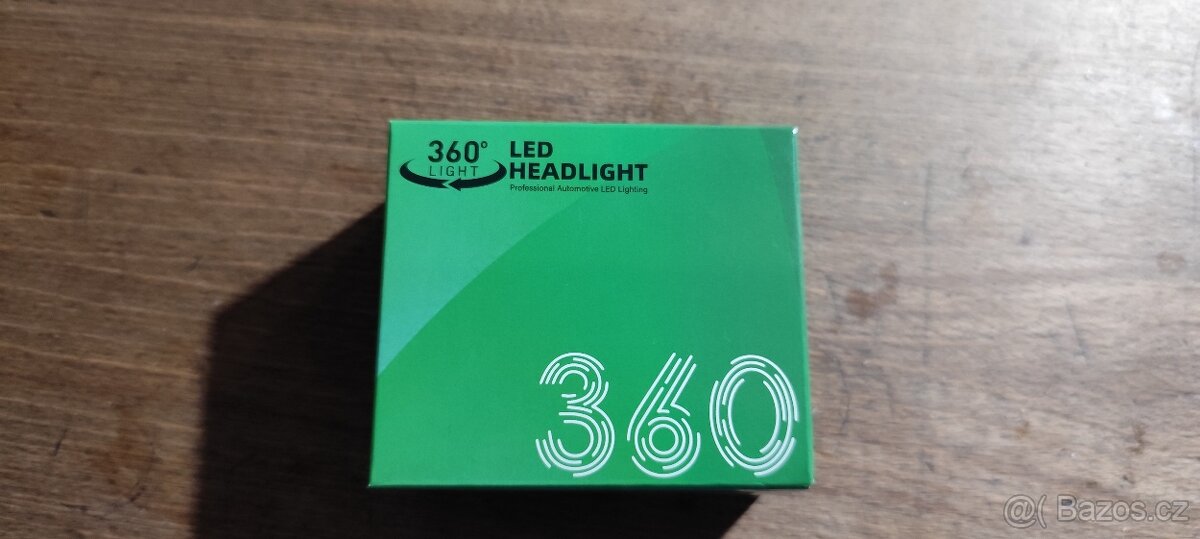 360°
LIGHT
LED
HEADLIGHT
Professional Automotive LED Lighting
360
@( Bazos.cz